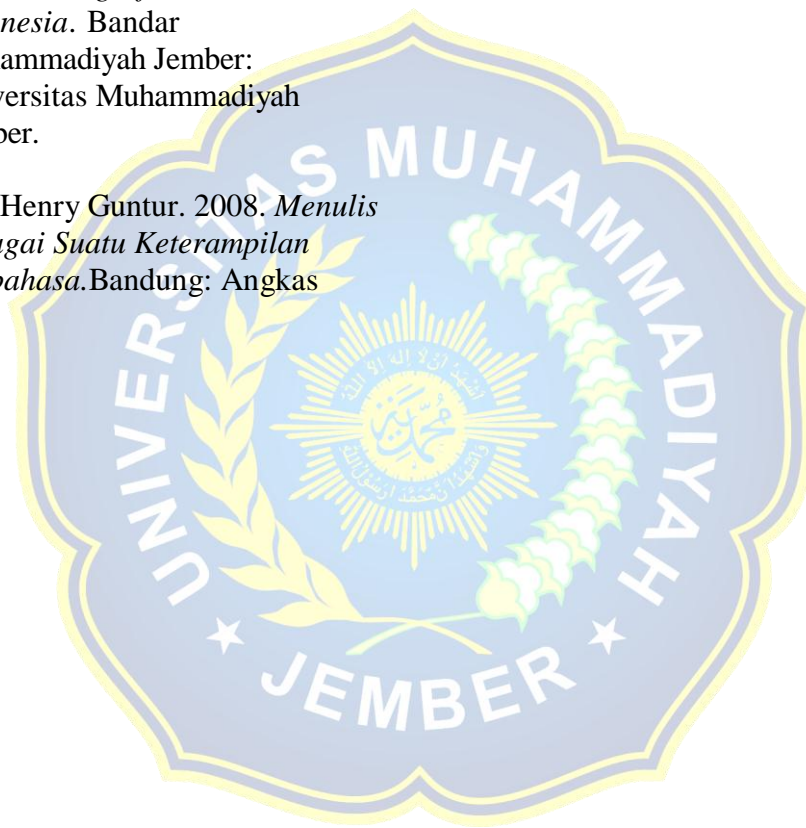 nesia. Bandar
ammadiyah Jember:
versitas Muhammadiyah
ber.
Henry Guntur. 2008. Menulis
gai Suatu Keterampilan
bahasa.Bandung: Angkas
UNIVERSITAS MUHAMMADIYAH
★ JEMBER ★
محمدية